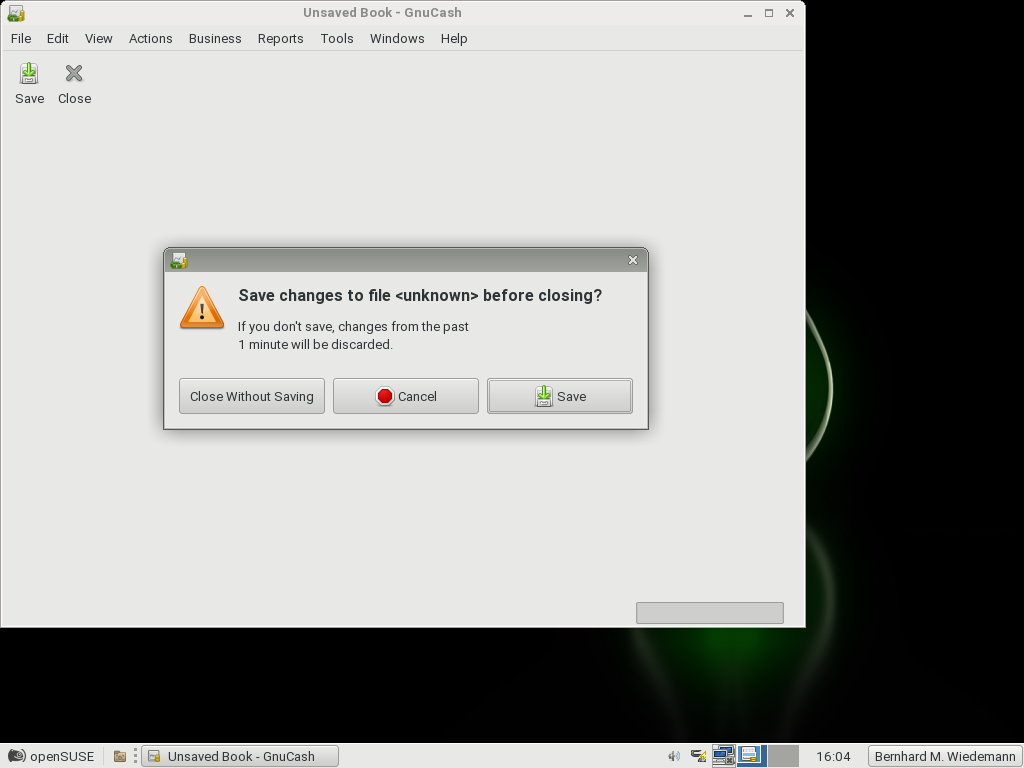 Unsaved Book - GnuCash
File Edit View Actions Business Reports Tools Windows Help
Save Close
Save changes to file <unknown> before closing?
If you don't save, changes from the past
1 minute will be discarded.
Close Without Saving Cancel Save
openSUSE Unsaved Book - GnuCash 16:04 Bernhard M. Wiedemann